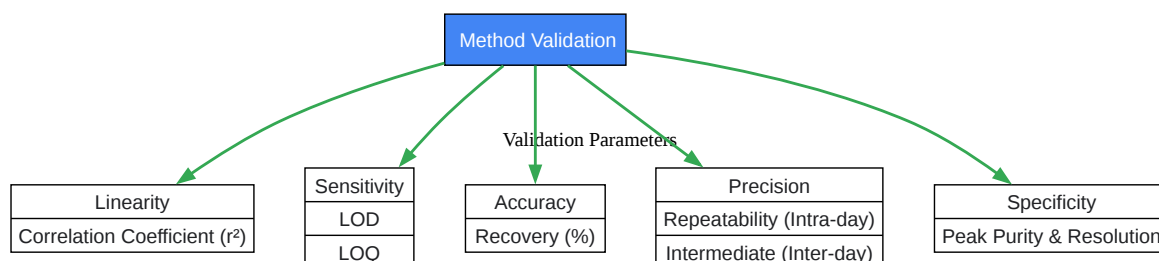 Method Validation
Validation Parameters
Linearity
Correlation Coefficient (r²)
Sensitivity
LOD
LOQ
Accuracy
Recovery (%)
Precision
Repeatability (Intra-day)
Intermediate (Inter-day)
Specificity
Peak Purity & Resolution